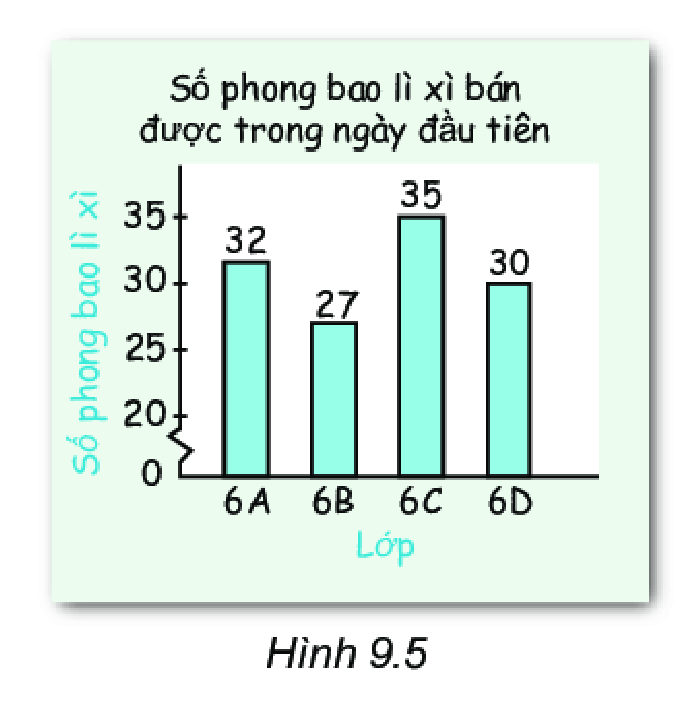 Số phong bao lì xì bán
được trong ngày đầu tiên
Số phong bao lì xì
35
30
25
20
0
32
27
35
30
6A 6B 6C 6D
Lớp
Hình 9.5